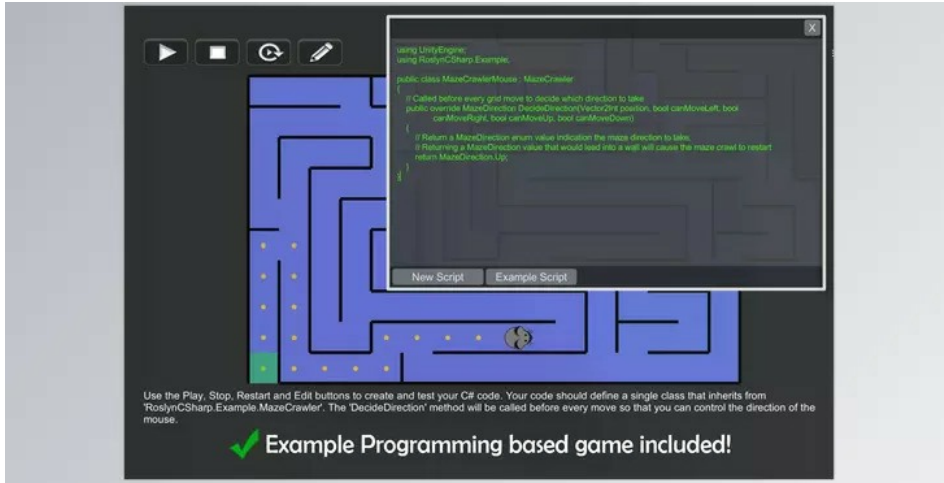 X
using UnityEngine;
using RoslynCSharp.Example;
public class MazeCrawlerMouse : MazeCrawler
{
// Called before every grid move to decide which direction to take
public override MazeDirection DecideDirection(Vector2Int position, bool canMoveLeft, bool
canMoveRight, bool canMoveUp, bool canMoveDown)
{
// Return a MazeDirection enum value indication the maze direction to take;
// Returning a MazeDirection value that would lead into a wall will cause the maze crawl to restart
return MazeDirection.Up;
}
}
New Script Example Script
Use the Play, Stop, Restart and Edit buttons to create and test your C# code. Your code should define a single class that inherits from
'RoslynCSharp.Example.MazeCrawler'. The 'DecideDirection' method will be called before every move so that you can control the direction of the
mouse.
Example Programming based game included!